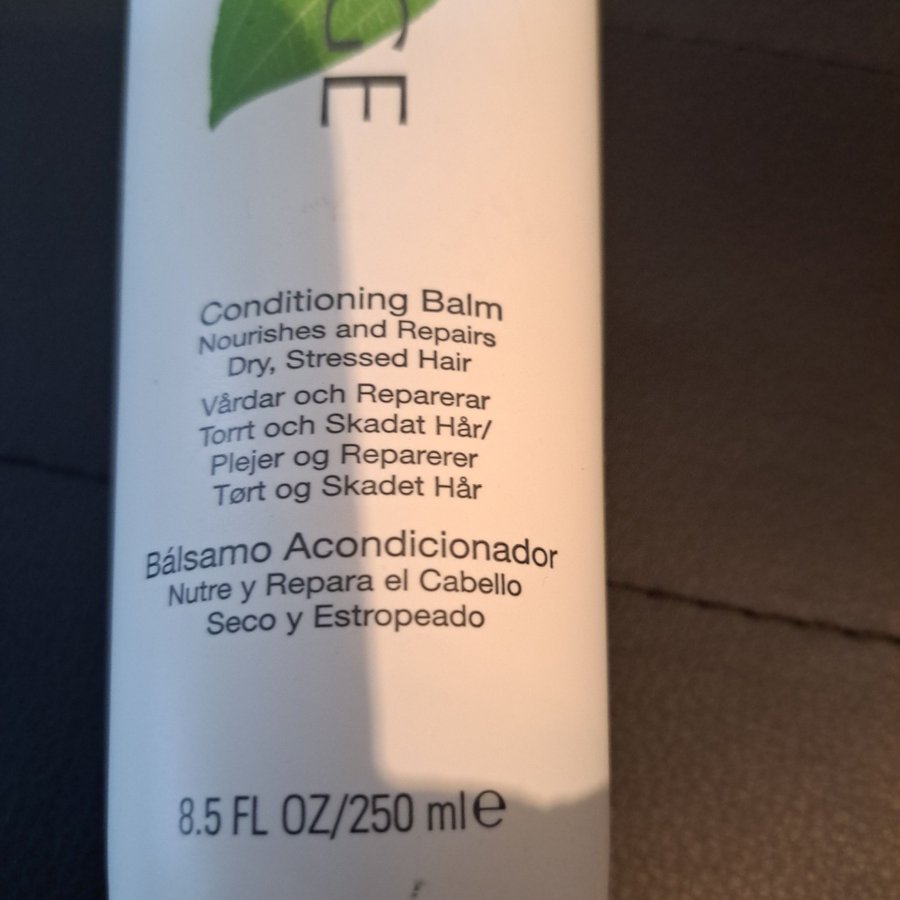 GE
Conditioning Balm
Nourishes and Repairs
Dry, Stressed Hair
Vårdar och Reparerar
Torrt och Skadat Hår/
Plejer og Reparerer
Tørt og Skadet Hår
Bálsamo Acondicionador
Nutre y Repara el Cabello
Seco y Estropeado
8.5 FL OZ/250 ml e